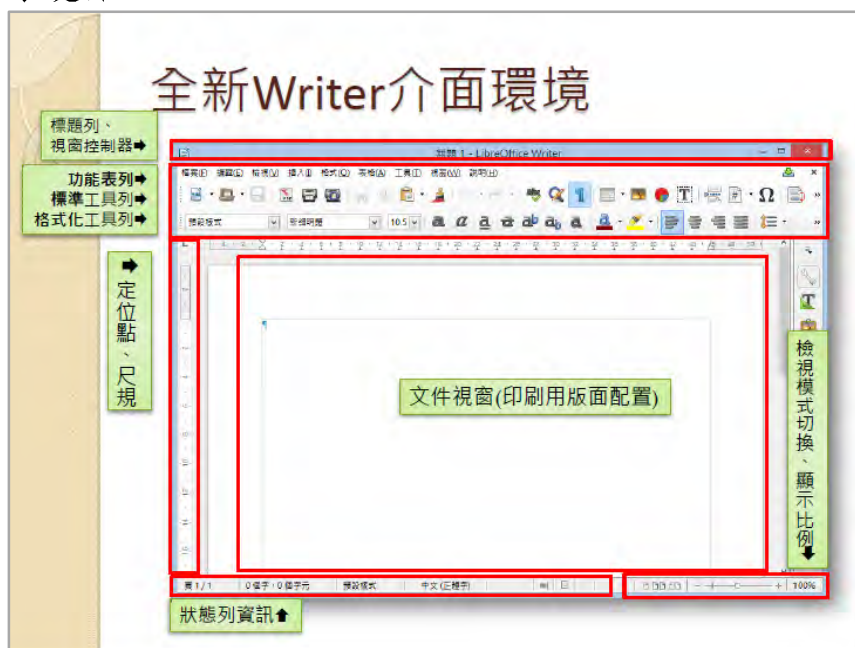 全新Writer介面環境
標題列、
視窗控制器➡
無題 1 - LibreOffice Writer
功能表列➡
標準工具列➡
格式化工具列➡
檔案(F) 編輯(E) 檢視(V) 插入(I) 格式(O) 表格(A) 工具(T) 視窗(W) 說明(H)
預設樣式 新細明體 10.5
➡定位點、尺規
文件視窗(印刷用版面配置)
檢視模式切換、顯示比例⬇
頁 1 / 1 0 個字，0 個字元 預設樣式 中文 (正體字) 100%
狀態列資訊⬆